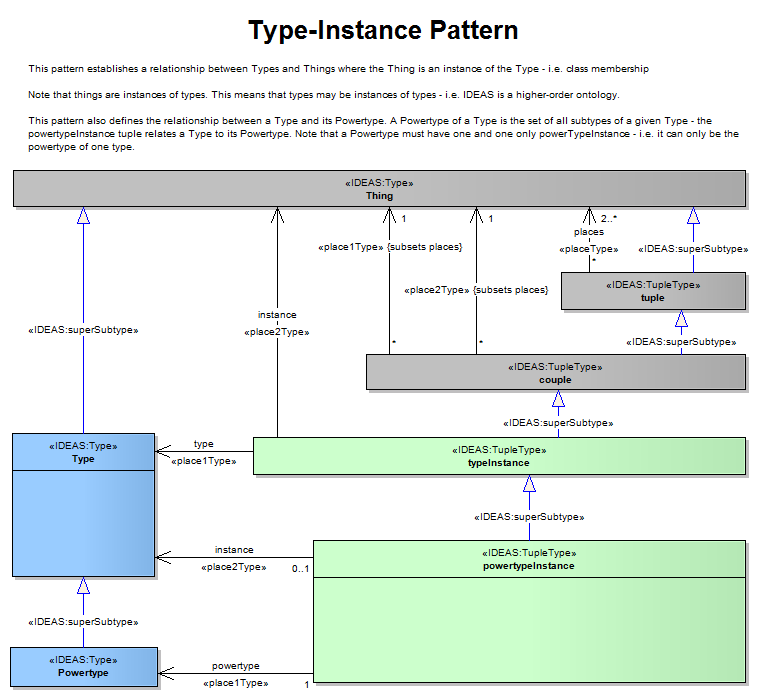 Type-Instance Pattern
This pattern establishes a relationship between Types and Things where the Thing is an instance of the Type - i.e. class membership
Note that things are instances of types. This means that types may be instances of types - i.e. IDEAS is a higher-order ontology.
This pattern also defines the relationship between a Type and its Powertype. A Powertype of a Type is the set of all subtypes of a given Type - the
powertypeInstance tuple relates a Type to its Powertype. Note that a Powertype must have one and one only powerTypeInstance - i.e. it can only be the
powertype of one type.
«IDEAS:Type»
Thing
1
1
2..*
places
«place1Type» {subsets places}
«placeType»
«IDEAS:superSubtype»
*
«IDEAS:TupleType»
tuple
«place2Type» {subsets places}
instance
«place2Type»
«IDEAS:superSubtype»
«IDEAS:superSubtype»
*
*
«IDEAS:TupleType»
couple
«IDEAS:superSubtype»
«IDEAS:Type»
Type
type
«place1Type»
«IDEAS:TupleType»
typeInstance
«IDEAS:superSubtype»
instance
«place2Type»
0..1
«IDEAS:TupleType»
powertypeInstance
«IDEAS:superSubtype»
«IDEAS:Type»
Powertype
powertype
«place1Type»
1